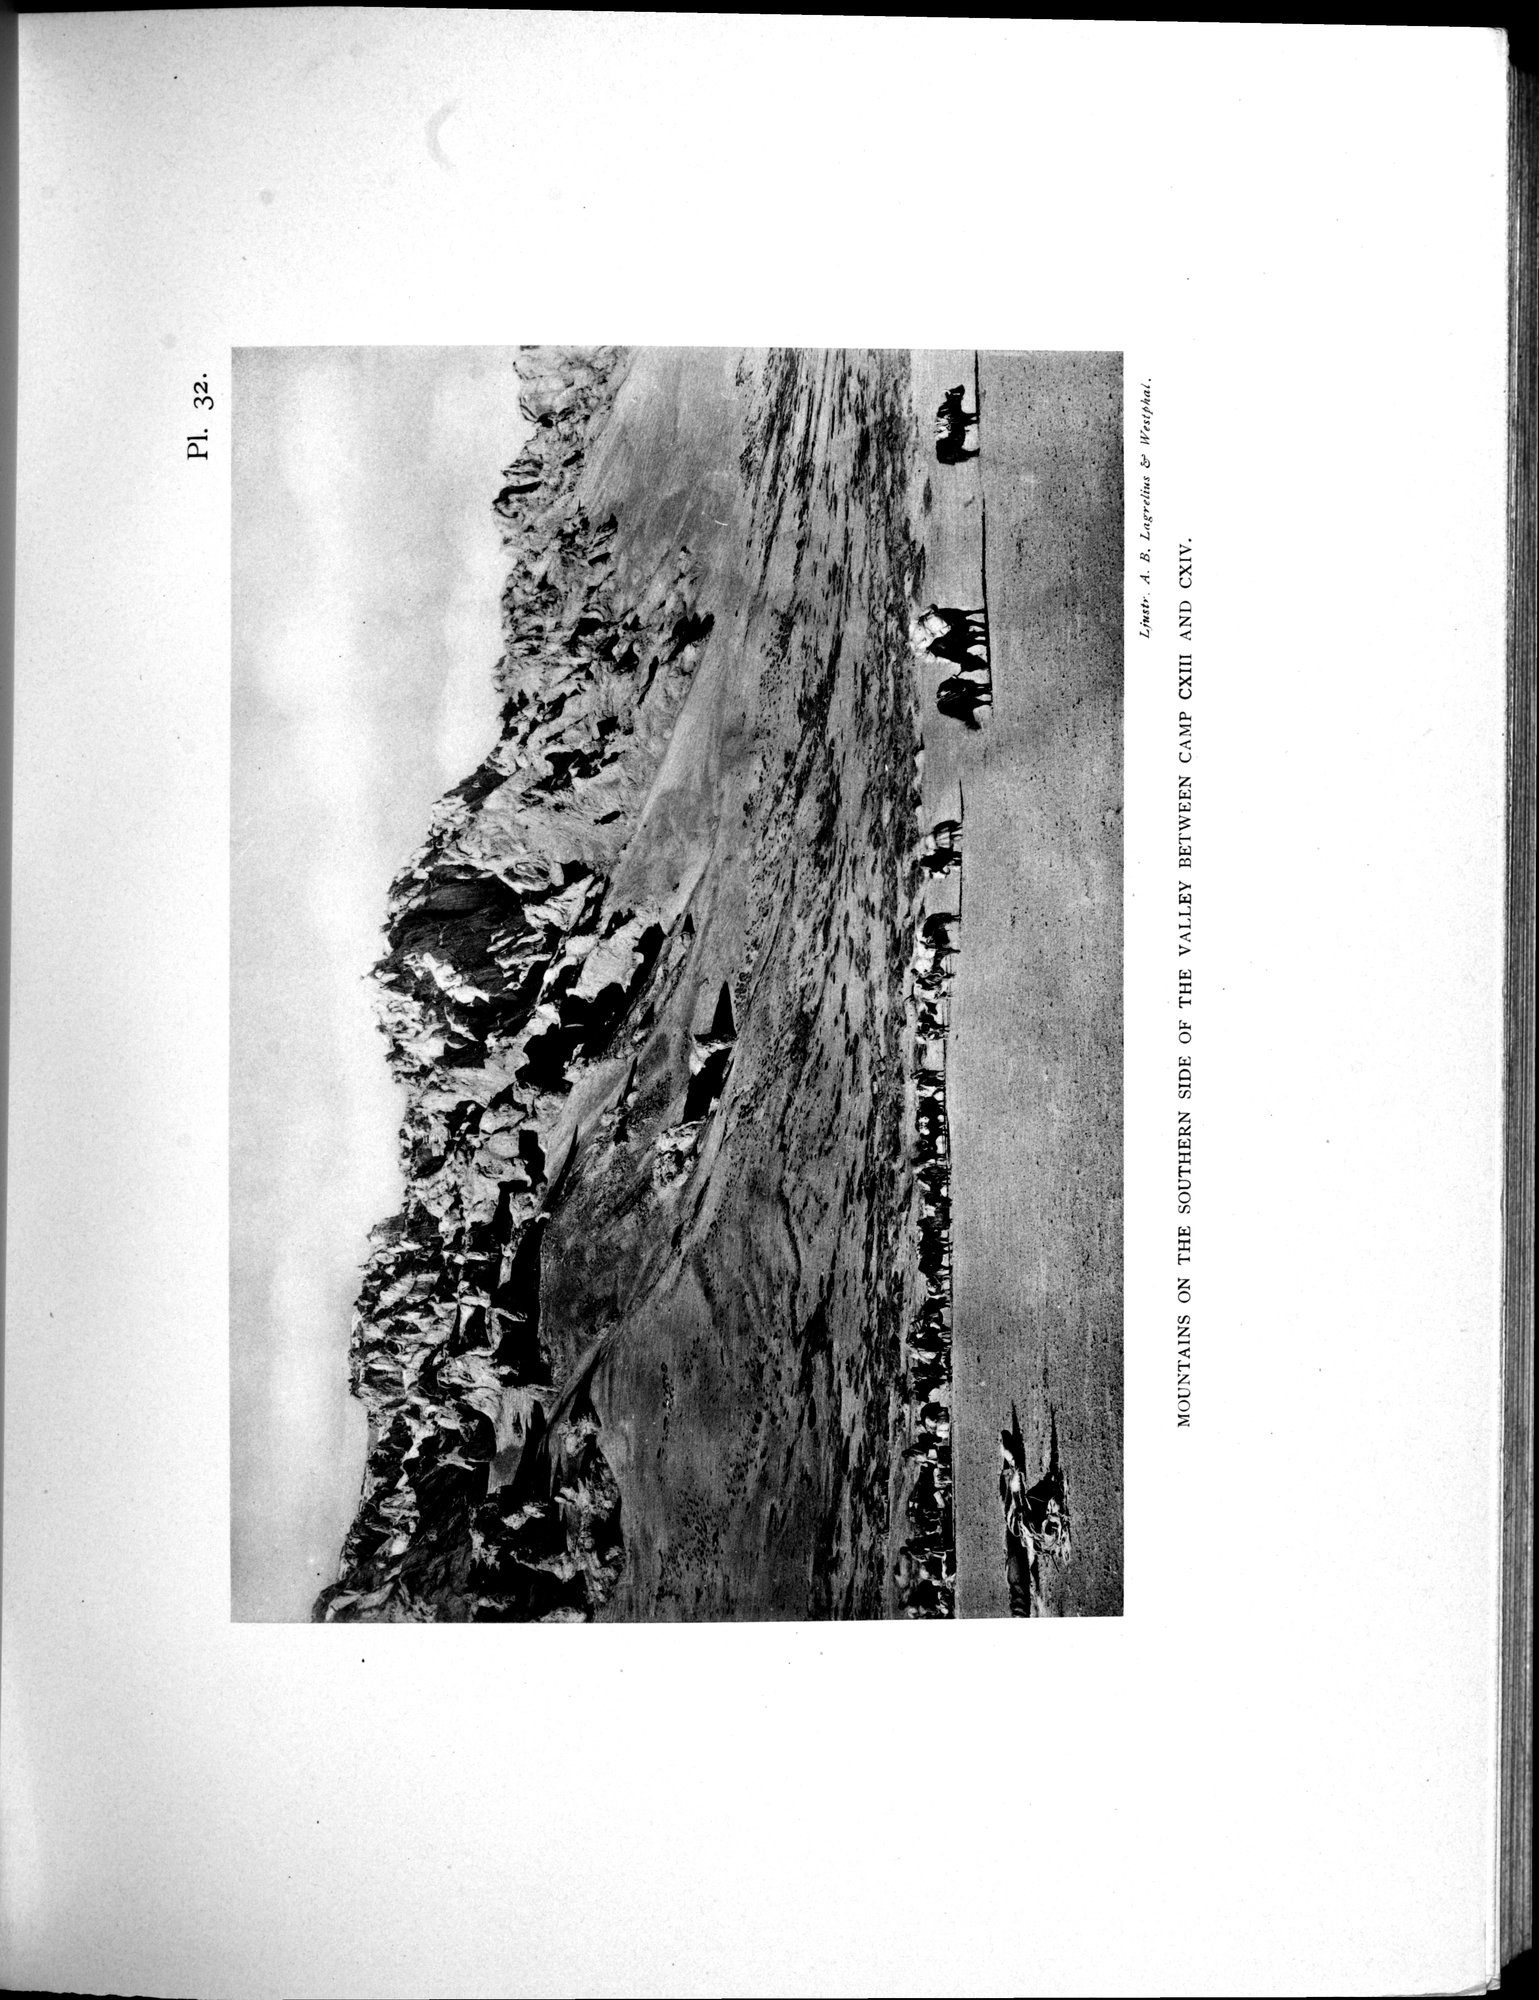 Pl. 32.
Ljustr. A. B. Lagrelius & Westphal.
MOUNTAINS ON THE SOUTHERN SIDE OF THE VALLEY BETWEEN CAMP CXIII AND CXIV.